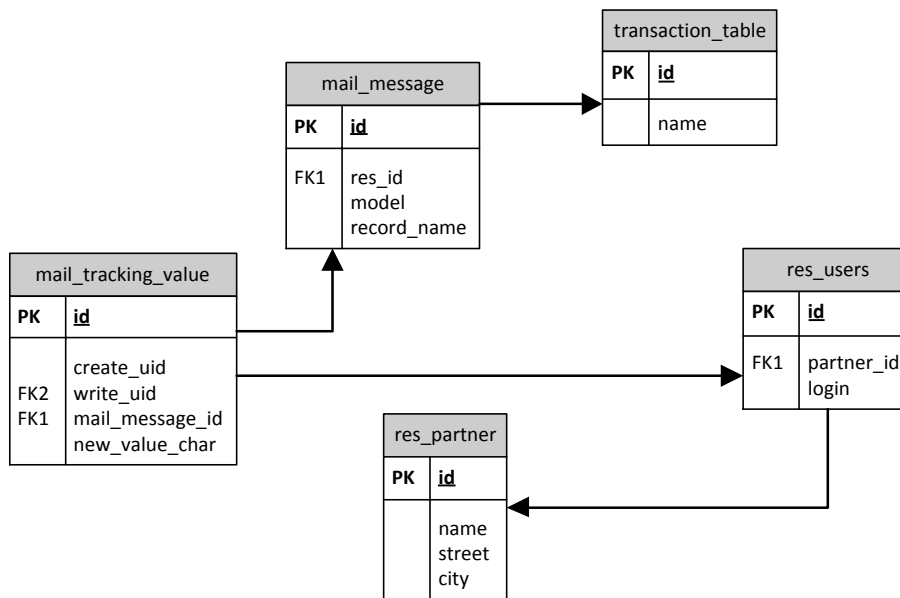 transaction_table
PK id
name
mail_message
PK id
FK1 res_id
model
record_name
mail_tracking_value
PK id
create_uid
FK2 write_uid
FK1 mail_message_id
new_value_char
res_users
PK id
FK1 partner_id
login
res_partner
PK id
name
street
city